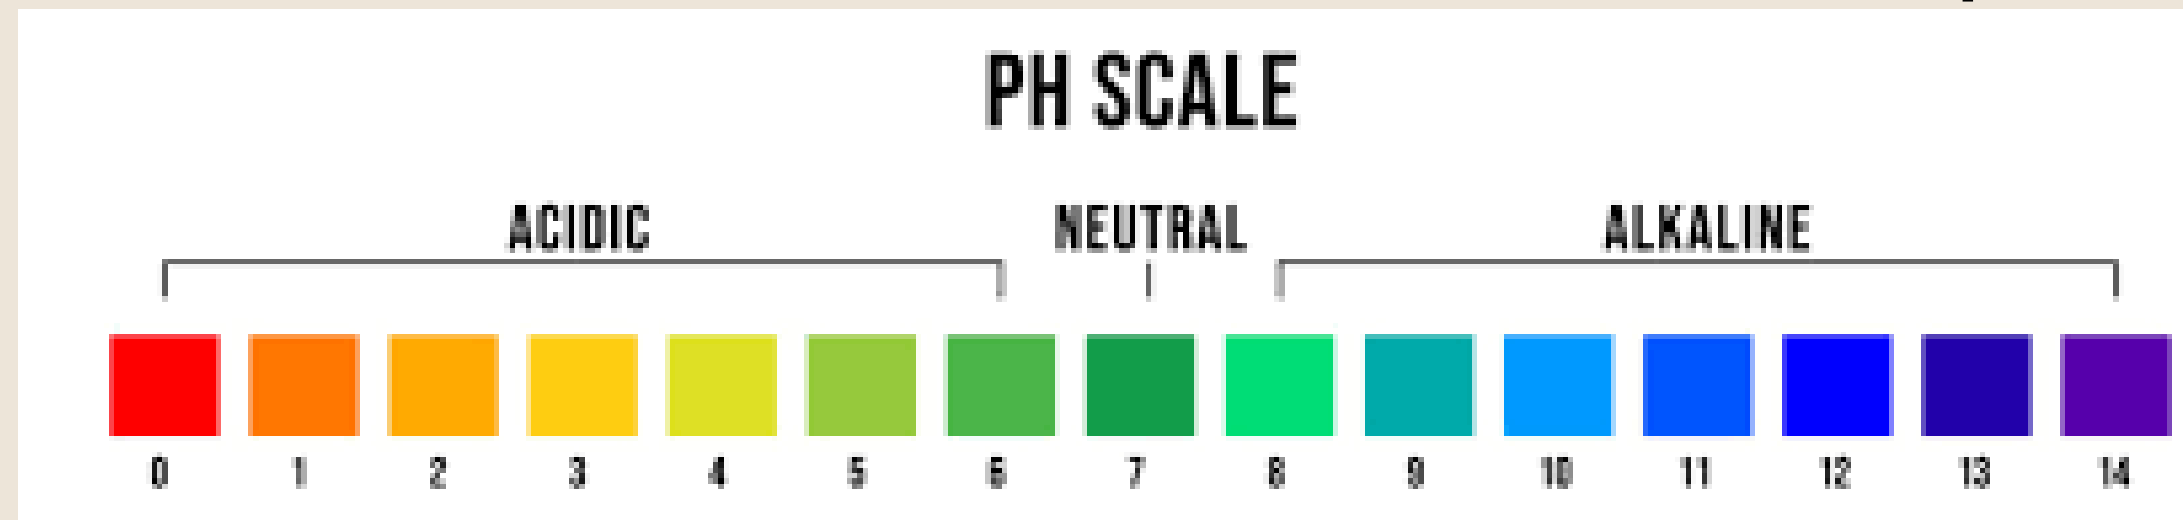 PH SCALE
ACIDIC NEUTRAL ALKALINE
0 1 2 3 4 5 6 7 8 9 10 11 12 13 14